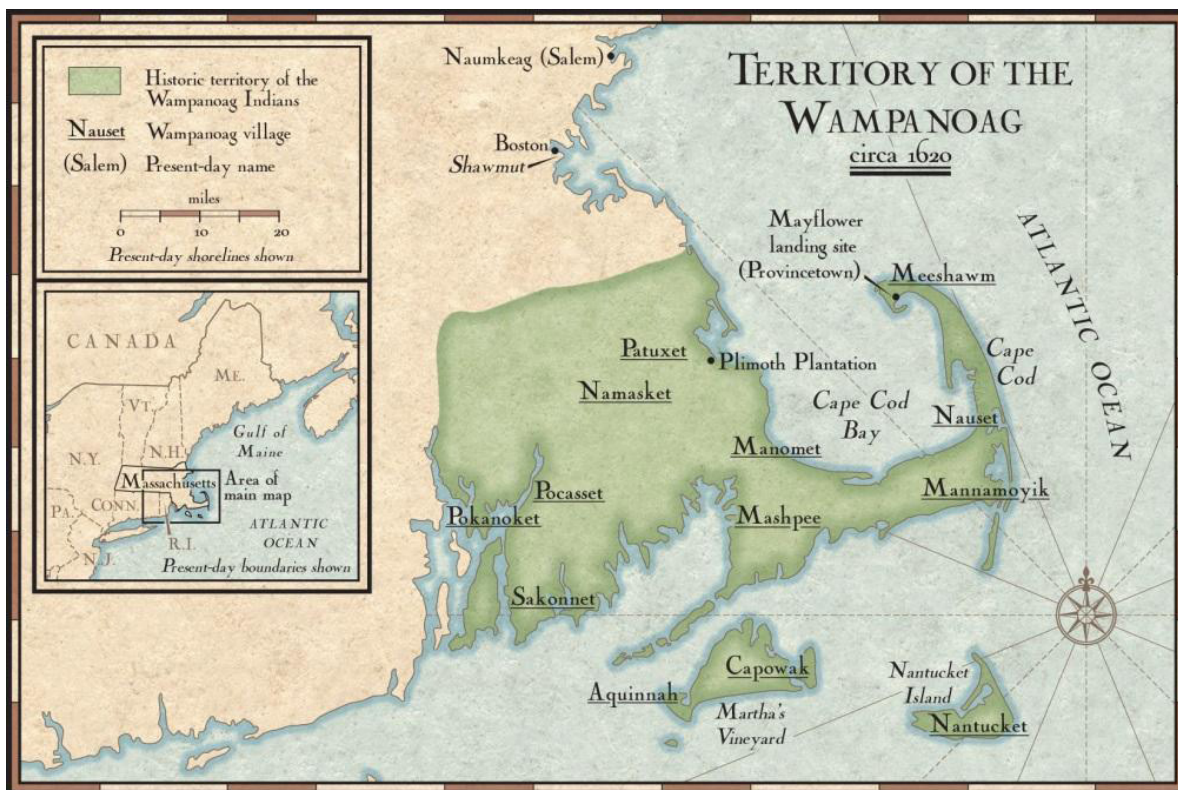 TERRITORY OF THE
WAMPANOAG
circa 1620
Historic territory of the
Wampanoag Indians
Nauset Wampanoag village
(Salem) Present-day name
miles
0 10 20
Present-day shorelines shown
CANADA
ME.
VT.
N.H.
N.Y.
Gulf of
Maine
Massachusetts
Area of
main map
CONN.
PA.
R.I.
N.J.
ATLANTIC
OCEAN
Present-day boundaries shown
Naumkeag (Salem)
Boston
Shawmut
Mayflower
landing site
(Provincetown)
Meeshawm
ATLANTIC OCEAN
Patuxet
Plimoth Plantation
Namasket
Cape
Cod
Cape Cod
Bay
Nauset
Manomet
Pocasset
Pokanoket
Mashpee
Mannamoyik
Sakonnet
Capowak
Aquinnah
Martha's
Vineyard
Nantucket
Island
Nantucket